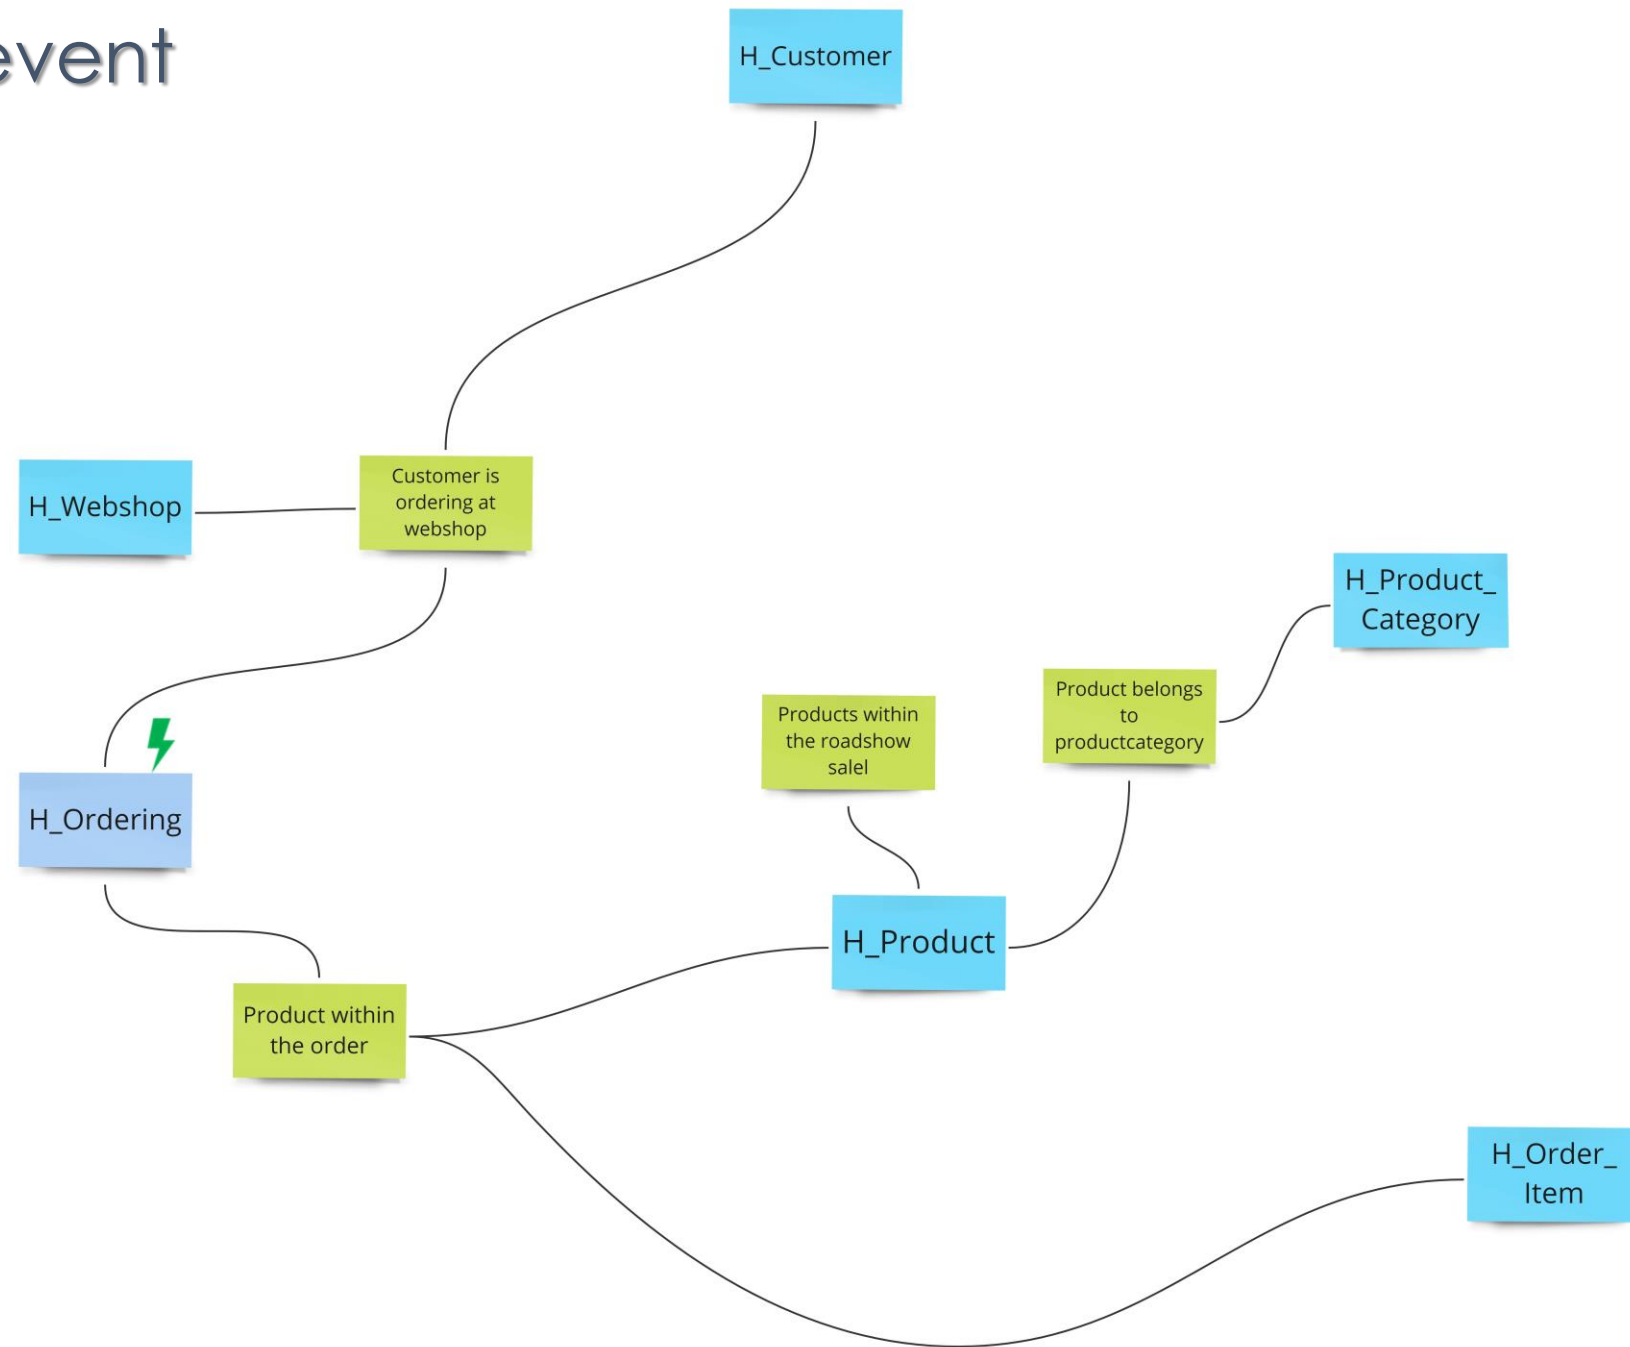 event
H_Customer
Customer is
ordering at
webshop
H_Webshop
H_Product_
Category
Product belongs
to
productcategory
Products within
the roadshow
salel
H_Ordering
H_Product
Product within
the order
H_Order_
Item